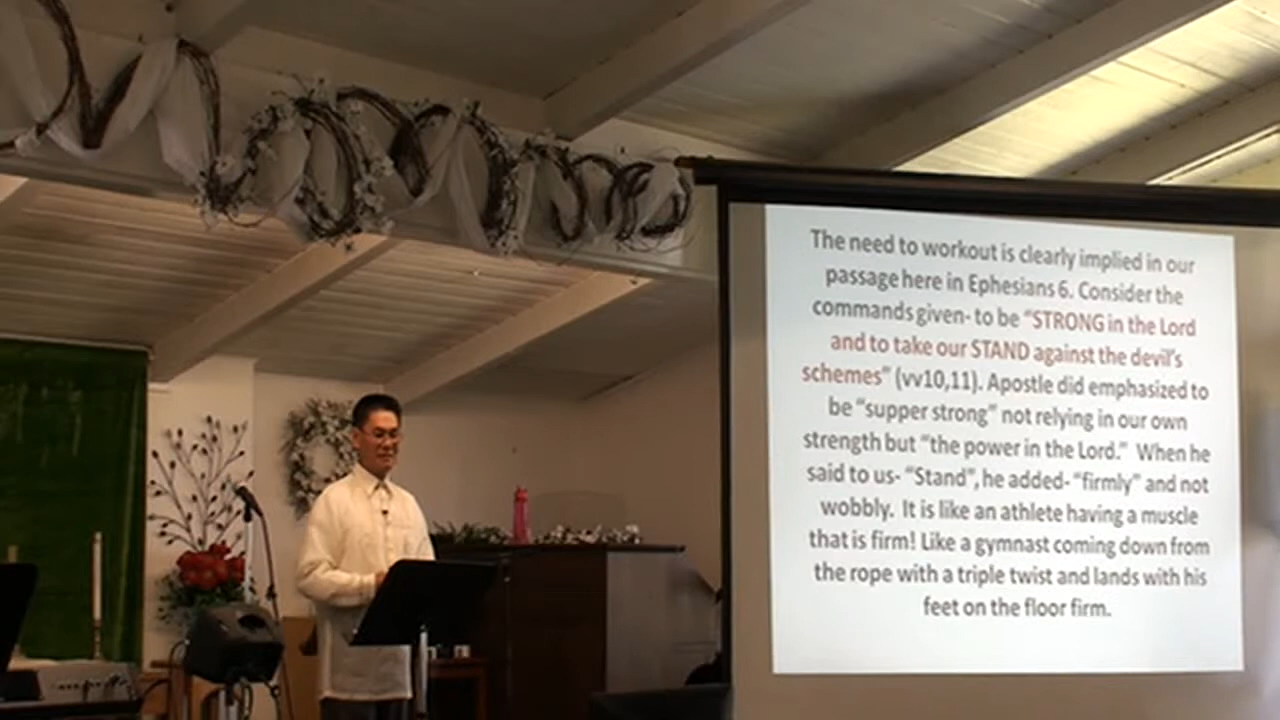 The need to workout is clearly implied in our
passage here in Ephesians 6. Consider the
commands given- to be “STRONG in the Lord
and to take our STAND against the devil’s
schemes” (vv10,11). Apostle did emphasized to
be “supper strong” not relying in our own
strength but “the power in the Lord.” When he
said to us- “Stand”, he added- “firmly” and not
wobbly. It is like an athlete having a muscle
that is firm! Like a gymnast coming down from
the rope with a triple twist and lands with his
feet on the floor firm.